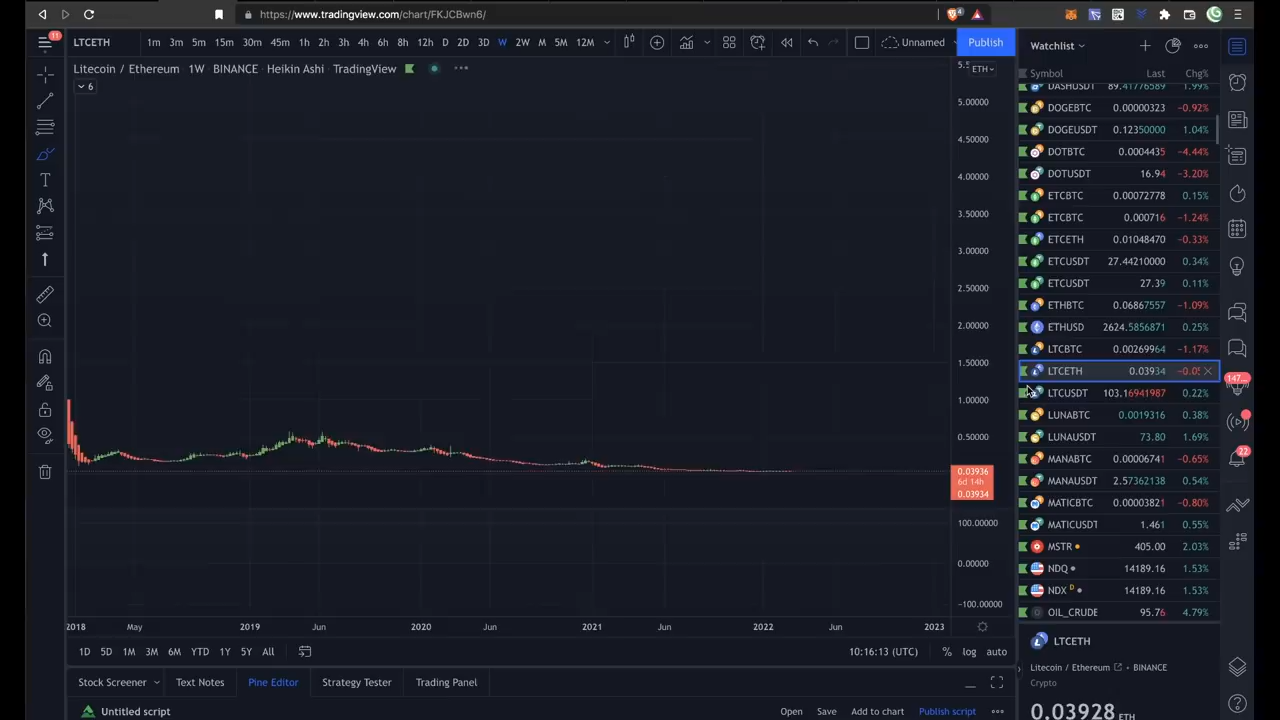 https://www.tradingview.com/chart/FKJCBwn6/
4
11
LTCETH 1m 3m 5m 15m 30m 45m 1h 2h 3h 4h 6h 8h 12h D 2D 3D W 2W M 5M 12M Unnamed Publish
Litecoin / Ethereum 1W BINANCE Heikin Ashi TradingView
6
ETH
5.00000
4.50000
4.00000
3.50000
3.00000
2.50000
2.00000
1.50000
1.00000
0.50000
0.03936
6d 14h
0.03934
100.00000
0.00000
−100.00000
2018 May 2019 Jun 2020 Jun 2021 Jun 2022 Jun 2023
1D 5D 1M 3M 6M YTD 1Y 5Y All 10:16:13 (UTC) % log auto
Stock Screener Text Notes Pine Editor Strategy Tester Trading Panel
Untitled script Open Save Add to chart Publish script
Watchlist
Symbol Last Chg%
DASHUSDT 89.41776589 1.99%
DOGEBTC 0.00000323 −0.92%
DOGEUSDT 0.12350000 1.04%
DOTBTC 0.0004435 −4.44%
DOTUSDT 16.94 −3.20%
ETCBTC 0.00072778 0.15%
ETCBTC 0.000716 −1.24%
ETCETH 0.01048470 −0.33%
ETCUSDT 27.44210000 0.34%
ETCUSDT 27.39 0.11%
ETHBTC 0.06867557 −1.09%
ETHUSD 2624.5856871 0.25%
LTCBTC 0.00269964 −1.17%
LTCETH 0.03934
LTCUSDT 103.16941987 0.22%
LUNABTC 0.0019316 0.38%
LUNAUSDT 73.80 1.69%
MANABTC 0.00006741 −0.65%
MANAUSDT 2.57362138 0.54%
MATICBTC 0.00003821 −0.80%
MATICUSDT 1.461 0.55%
MSTR 405.00 2.03%
NDQ 14189.16 1.53%
NDX D 14189.16 1.53%
OIL_CRUDE 95.76 4.79%
LTCETH
Litecoin / Ethereum BINANCE
Crypto
0.03928 ETH
147...
22